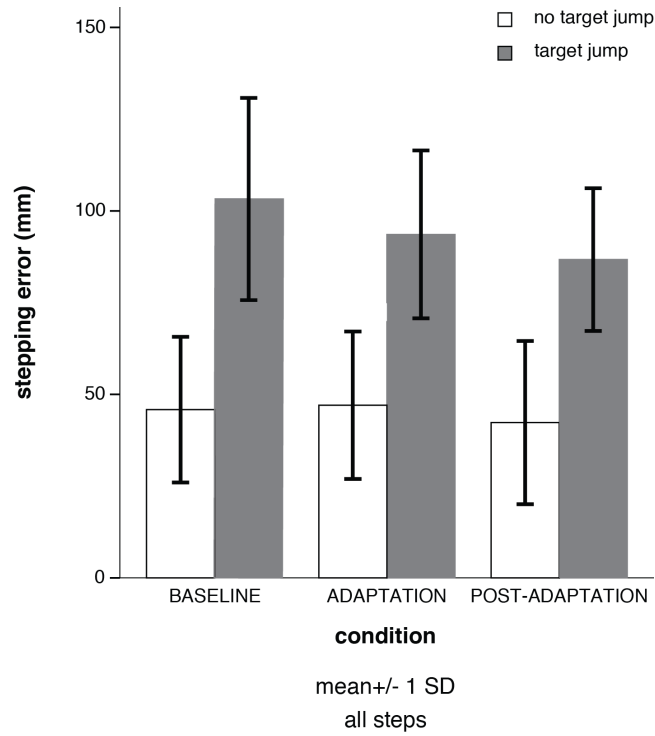 no target jump
target jump
stepping error (mm)
150
100
50
0
BASELINE ADAPTATION POST-ADAPTATION
condition
mean+/- 1 SD
all steps